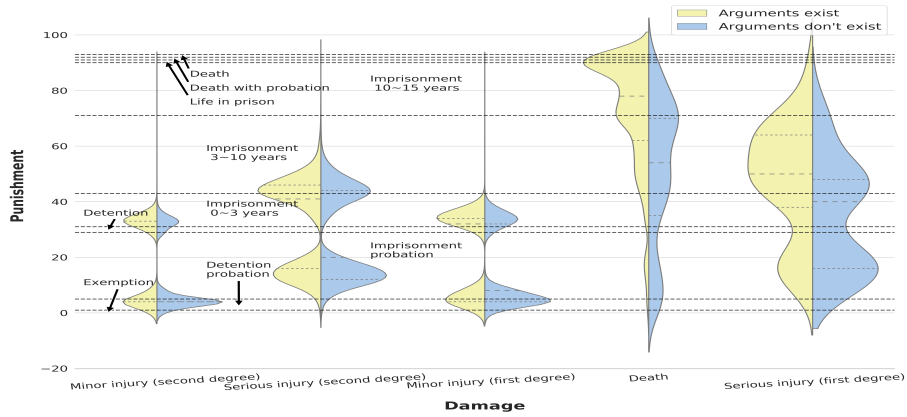 Arguments exist
Arguments don't exist
100
80
60
40
20
0
−20
Punishment
Death
Death with probation
Life in prison
Imprisonment
10~15 years
Imprisonment
3~10 years
Imprisonment
0~3 years
Detention
Imprisonment
probation
Detention
probation
Exemption
Minor injury (second degree)
Serious injury (second degree)
Minor injury (first degree)
Death
Serious injury (first degree)
Damage